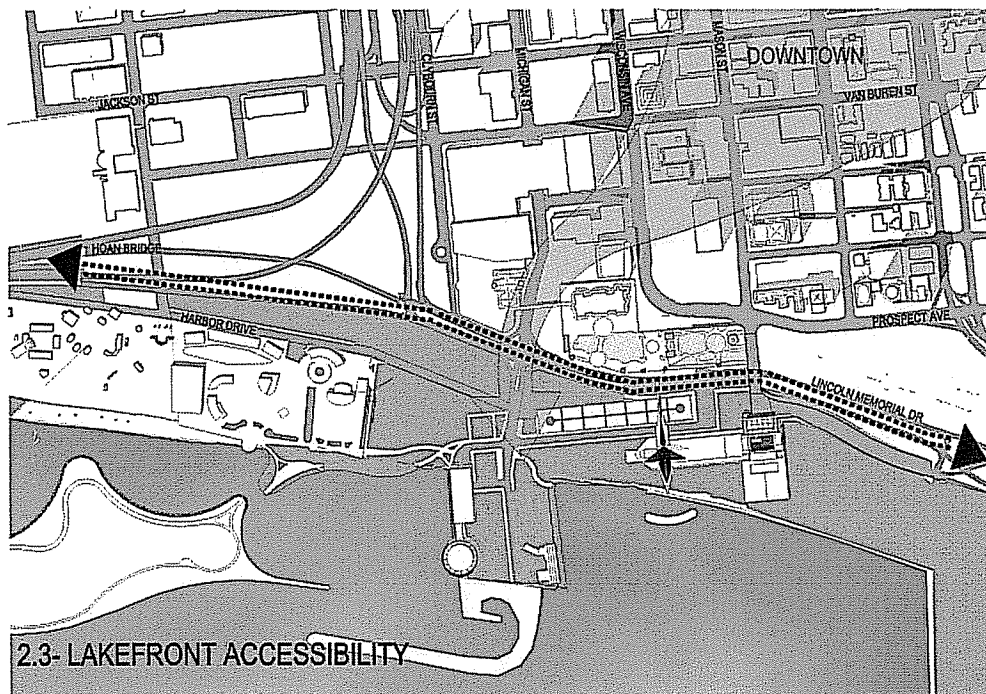 DOWNTOWN
JACKSON ST
CLYBOURN ST
MICHIGAN ST
WISCONSIN AVE
MASON ST
VAN BUREN ST
HOAN BRIDGE
HARBOR DRIVE
PROSPECT AVE
LINCOLN MEMORIAL DR
2.3- LAKEFRONT ACCESSIBILITY